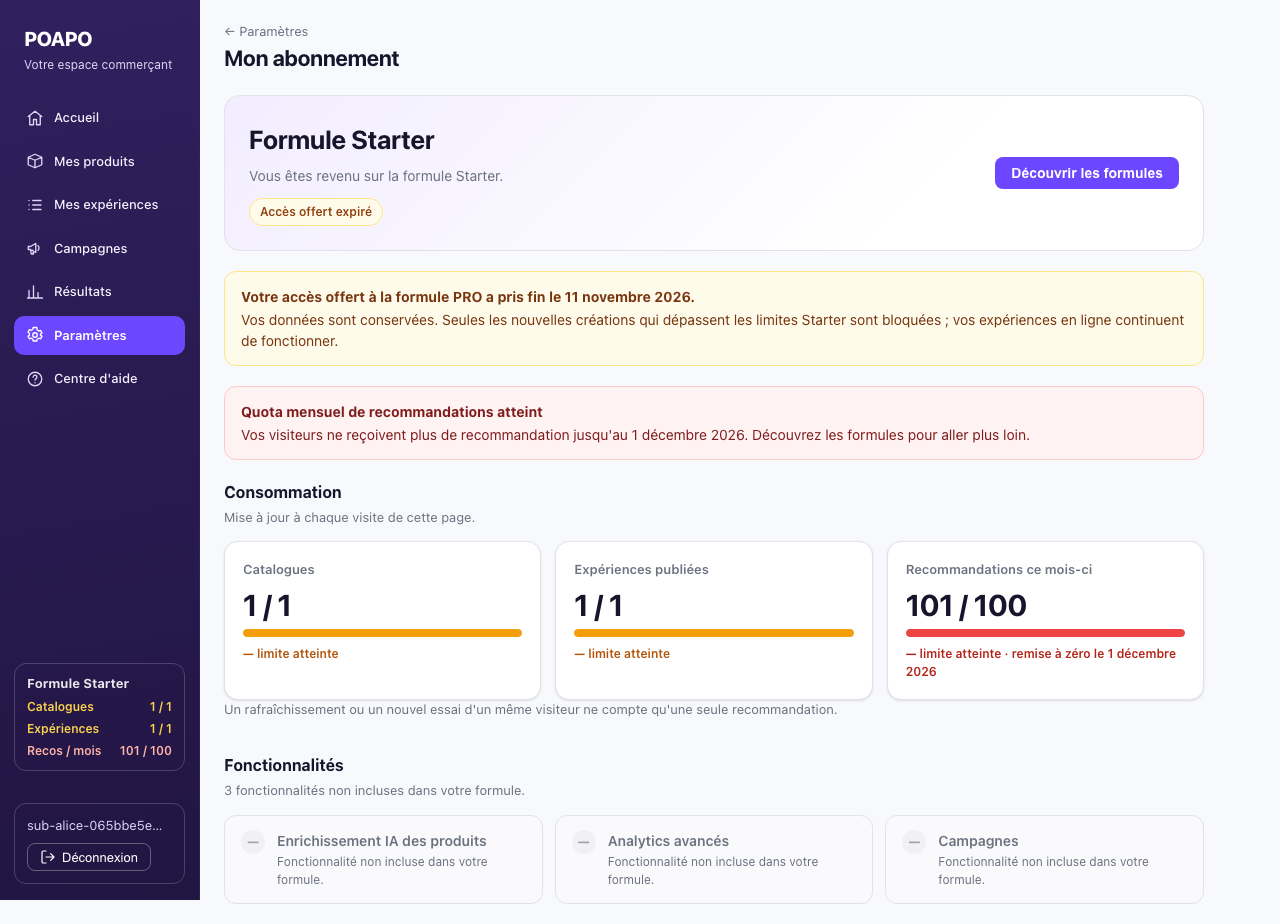 POAPO
Votre espace commerçant
Accueil
Mes produits
Mes expériences
Campagnes
Résultats
Paramètres
Centre d'aide
Formule Starter
Catalogues 1 / 1
Expériences 1 / 1
Recos / mois 101 / 100
sub-alice-065bbe5e...
Déconnexion
← Paramètres
Mon abonnement
Formule Starter
Vous êtes revenu sur la formule Starter.
Accès offert expiré
Découvrir les formules
Votre accès offert à la formule PRO a pris fin le 11 novembre 2026.
Vos données sont conservées. Seules les nouvelles créations qui dépassent les limites Starter sont bloquées ; vos expériences en ligne continuent
de fonctionner.
Quota mensuel de recommandations atteint
Vos visiteurs ne reçoivent plus de recommandation jusqu'au 1 décembre 2026. Découvrez les formules pour aller plus loin.
Consommation
Mise à jour à chaque visite de cette page.
Catalogues
1 / 1
— limite atteinte
Expériences publiées
1 / 1
— limite atteinte
Recommandations ce mois-ci
101 / 100
— limite atteinte · remise à zéro le 1 décembre
2026
Un rafraîchissement ou un nouvel essai d'un même visiteur ne compte qu'une seule recommandation.
Fonctionnalités
3 fonctionnalités non incluses dans votre formule.
— Enrichissement IA des produits
Fonctionnalité non incluse dans votre
formule.
— Analytics avancés
Fonctionnalité non incluse dans votre
formule.
— Campagnes
Fonctionnalité non incluse dans votre
formule.